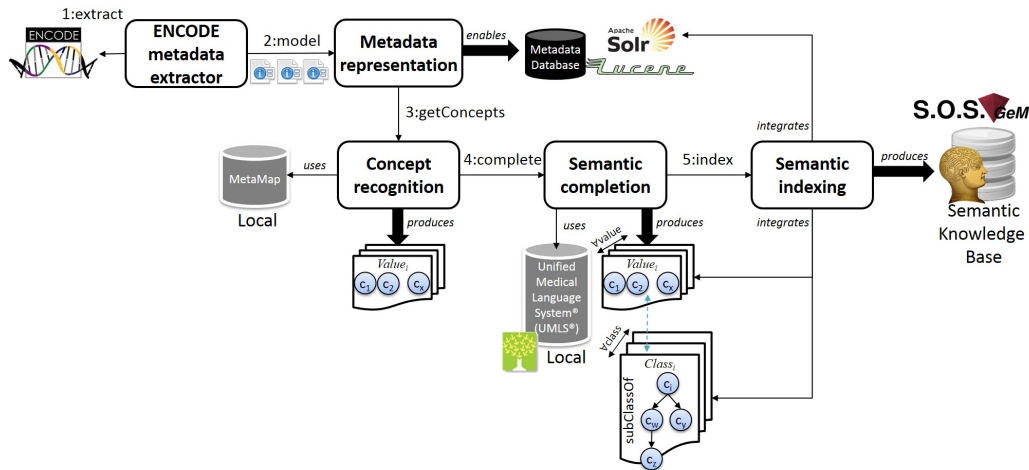 1:extract
ENCODE
ENCODE
metadata
extractor
2:model
Metadata
representation
enables
Metadata
Database
Apache
Solr
Lucene
3:getConcepts
integrates
S.O.S.
GeM
MetaMap
uses
Local
Concept
recognition
4:complete
Semantic
completion
5:index
Semantic
indexing
produces
Semantic
Knowledge
Base
produces
Value i
c1 c2 cx
uses
produces
integrates
∀value
Unified
Medical
Language
System®
(UMLS®)
Local
Value i
c1 c2 cx
∀class
subClassOf
Class i
ci
cw cy
cz